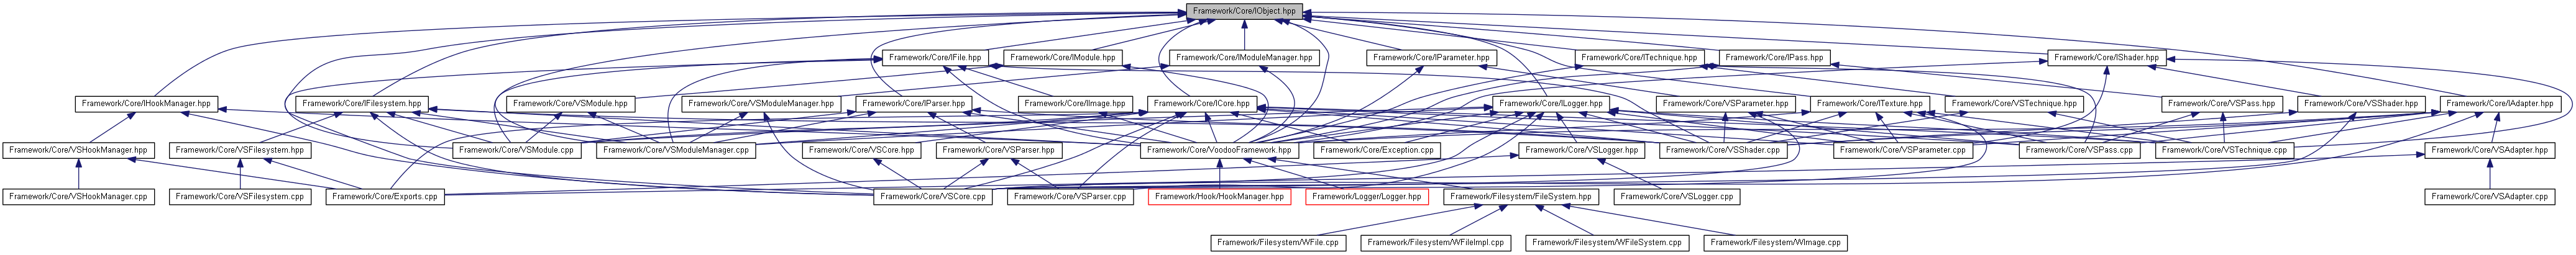 Framework/Core/IObject.hpp
Framework/Core/IFile.hpp
Framework/Core/IModule.hpp
Framework/Core/IModuleManager.hpp
Framework/Core/IParameter.hpp
Framework/Core/ITechnique.hpp
Framework/Core/IPass.hpp
Framework/Core/IShader.hpp
Framework/Core/IHookManager.hpp
Framework/Core/IFilesystem.hpp
Framework/Core/VSModule.hpp
Framework/Core/VSModuleManager.hpp
Framework/Core/IParser.hpp
Framework/Core/IImage.hpp
Framework/Core/ICore.hpp
Framework/Core/ILogger.hpp
Framework/Core/VSParameter.hpp
Framework/Core/ITexture.hpp
Framework/Core/VSTechnique.hpp
Framework/Core/VSPass.hpp
Framework/Core/VSShader.hpp
Framework/Core/IAdapter.hpp
Framework/Core/VSHookManager.hpp
Framework/Core/VSFilesystem.hpp
Framework/Core/VSModule.cpp
Framework/Core/VSModuleManager.cpp
Framework/Core/VSCore.hpp
Framework/Core/VSParser.hpp
Framework/Core/VoodooFramework.hpp
Framework/Core/Exception.cpp
Framework/Core/VSLogger.hpp
Framework/Core/VSShader.cpp
Framework/Core/VSParameter.cpp
Framework/Core/VSPass.cpp
Framework/Core/VSTechnique.cpp
Framework/Core/VSAdapter.hpp
Framework/Core/VSHookManager.cpp
Framework/Core/VSFilesystem.cpp
Framework/Core/Exports.cpp
Framework/Core/VSCore.cpp
Framework/Core/VSParser.cpp
Framework/Hook/HookManager.hpp
Framework/Logger/Logger.hpp
Framework/Filesystem/FileSystem.hpp
Framework/Core/VSLogger.cpp
Framework/Core/VSAdapter.cpp
Framework/Filesystem/WFile.cpp
Framework/Filesystem/WFileImpl.cpp
Framework/Filesystem/WFileSystem.cpp
Framework/Filesystem/WImage.cpp